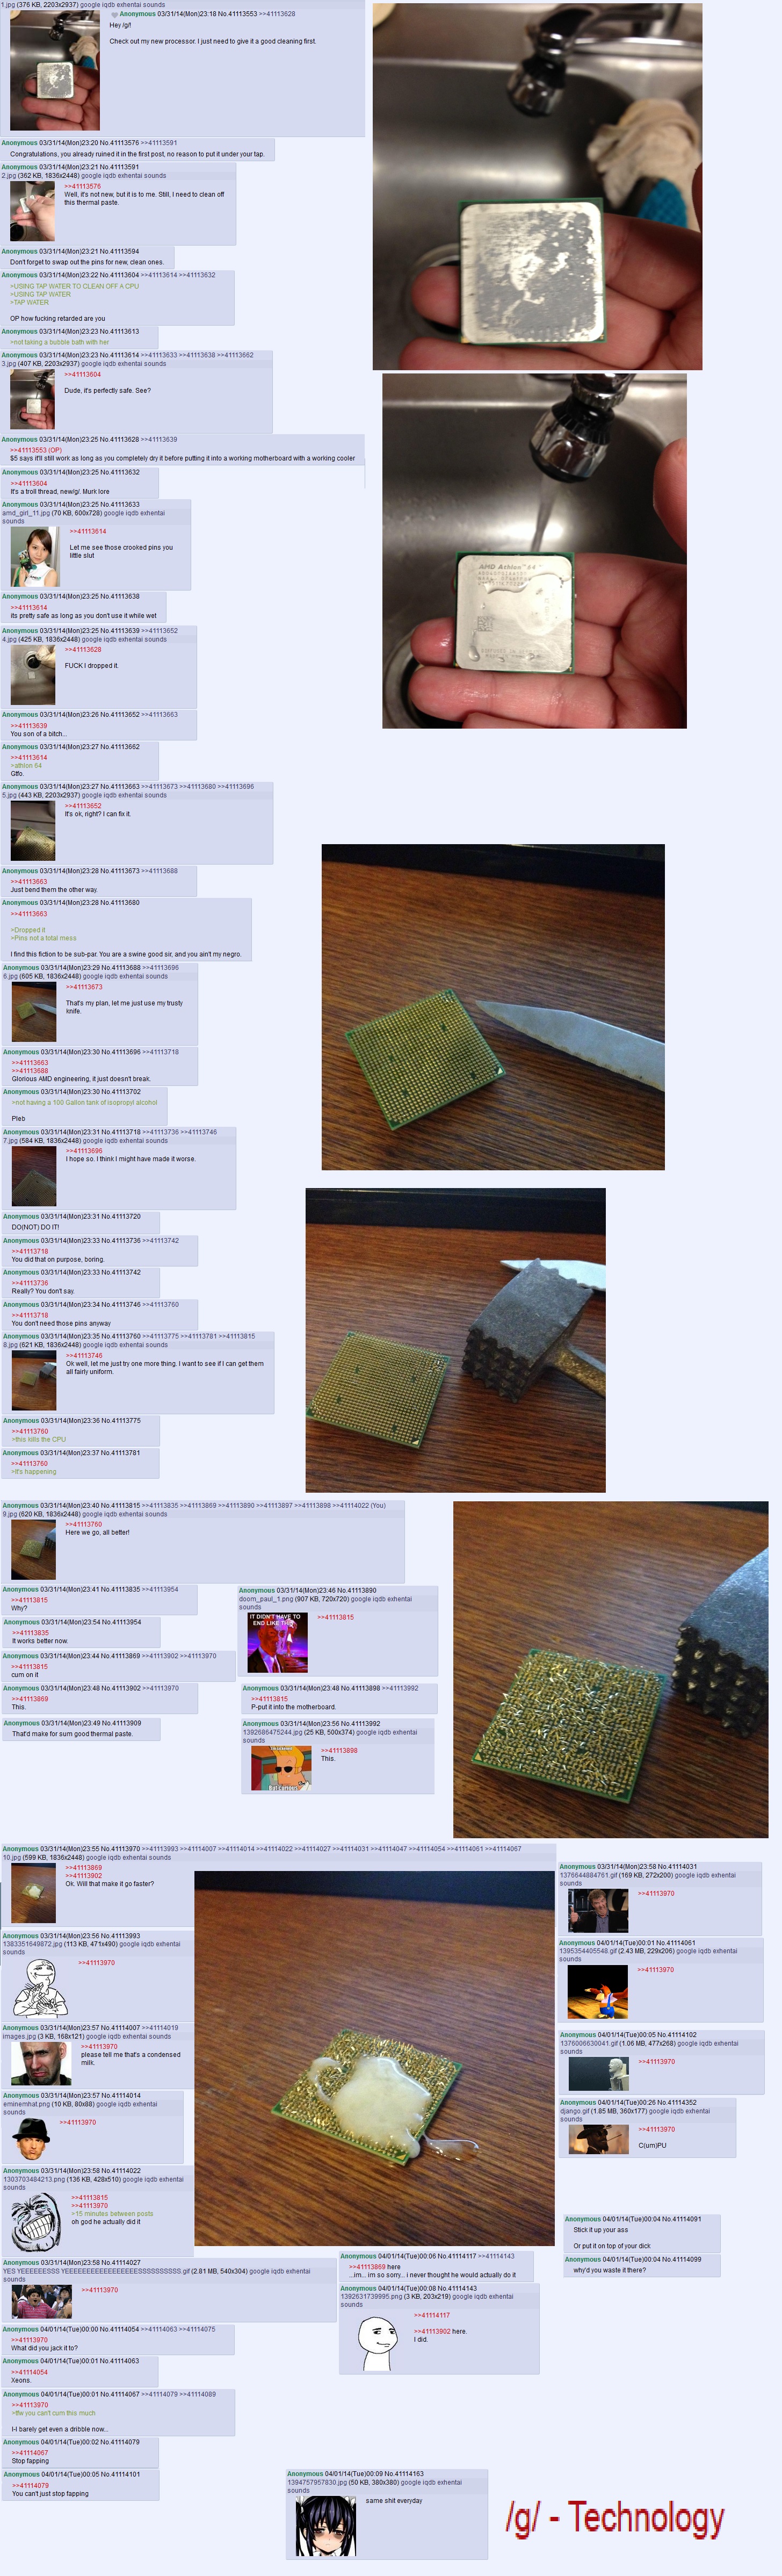 1.jpg (376 KB, 2203x2937) google iqdb exhentai sounds
Anonymous 03/31/14(Mon)23:18 No.41113553 >>41113628
Hey /g/!
Check out my new processor. I just need to give it a good cleaning first.
Anonymous 03/31/14(Mon)23:20 No.41113576 >>41113591
Congratulations, you already ruined it in the first post, no reason to put it under your tap.
Anonymous 03/31/14(Mon)23:21 No.41113591
2.jpg (362 KB, 1836x2448) google iqdb exhentai sounds
>>41113576
Well, it's not new, but it is to me. Still, I need to clean off
this thermal paste.
Anonymous 03/31/14(Mon)23:21 No.41113594
Don't forget to swap out the pins for new, clean ones.
Anonymous 03/31/14(Mon)23:22 No.41113604 >>41113614 >>41113632
>USING TAP WATER TO CLEAN OFF A CPU
>USING TAP WATER
>TAP WATER
OP how fucking retarded are you
Anonymous 03/31/14(Mon)23:23 No.41113613
>not taking a bubble bath with her
Anonymous 03/31/14(Mon)23:23 No.41113614 >>41113633 >>41113638 >>41113662
3.jpg (407 KB, 2203x2937) google iqdb exhentai sounds
>>41113604
Dude, it's perfectly safe. See?
Anonymous 03/31/14(Mon)23:25 No.41113628 >>41113639
>>41113553 (OP)
$5 says it'll still work as long as you completely dry it before putting it into a working motherboard with a working cooler
Anonymous 03/31/14(Mon)23:25 No.41113632
>>41113604
It's a troll thread, new/g/. Murk lore
Anonymous 03/31/14(Mon)23:25 No.41113633
amd_girl_11.jpg (70 KB, 600x728) google iqdb exhentai
sounds
>>41113614
Let me see those crooked pins you
little slut
Anonymous 03/31/14(Mon)23:25 No.41113638
>>41113614
its pretty safe as long as you don't use it while wet
AMD Athlon 64
Anonymous 03/31/14(Mon)23:25 No.41113639 >>41113652
4.jpg (425 KB, 1836x2448) google iqdb exhentai sounds
>>41113628
FUCK I dropped it.
Anonymous 03/31/14(Mon)23:26 No.41113652 >>41113663
>>41113639
You son of a bitch...
Anonymous 03/31/14(Mon)23:27 No.41113662
>>41113614
>athlon 64
Gtfo.
Anonymous 03/31/14(Mon)23:27 No.41113663 >>41113673 >>41113680 >>41113696
5.jpg (443 KB, 2203x2937) google iqdb exhentai sounds
>>41113652
It's ok, right? I can fix it.
Anonymous 03/31/14(Mon)23:28 No.41113673 >>41113688
>>41113663
Just bend them the other way.
Anonymous 03/31/14(Mon)23:28 No.41113680
>>41113663
>Dropped it
>Pins not a total mess
I find this fiction to be sub-par. You are a swine good sir, and you ain't my negro.
Anonymous 03/31/14(Mon)23:29 No.41113688 >>41113696
6.jpg (605 KB, 1836x2448) google iqdb exhentai sounds
>>41113673
That's my plan, let me just use my trusty
knife.
Anonymous 03/31/14(Mon)23:30 No.41113696 >>41113718
>>41113663
>>41113688
Glorious AMD engineering, it just doesn't break.
Anonymous 03/31/14(Mon)23:30 No.41113702
>not having a 100 Gallon tank of isopropyl alcohol
Pleb
Anonymous 03/31/14(Mon)23:31 No.41113718 >>41113736 >>41113746
7.jpg (584 KB, 1836x2448) google iqdb exhentai sounds
>>41113696
I hope so. I think I might have made it worse.
Anonymous 03/31/14(Mon)23:31 No.41113720
DO(NOT) DO IT!
Anonymous 03/31/14(Mon)23:33 No.41113736 >>41113742
>>41113718
You did that on purpose, boring.
Anonymous 03/31/14(Mon)23:33 No.41113742
>>41113736
Really? You don't say.
Anonymous 03/31/14(Mon)23:34 No.41113746 >>41113760
>>41113718
You don't need those pins anyway
Anonymous 03/31/14(Mon)23:35 No.41113760 >>41113775 >>41113781 >>41113815
8.jpg (621 KB, 1836x2448) google iqdb exhentai sounds
>>41113746
Ok well, let me just try one more thing. I want to see if I can get them
all fairly uniform.
Anonymous 03/31/14(Mon)23:36 No.41113775
>>41113760
>this kills the CPU
Anonymous 03/31/14(Mon)23:37 No.41113781
>>41113760
>it's happening
Anonymous 03/31/14(Mon)23:40 No.41113815 >>41113835 >>41113869 >>41113890 >>41113897 >>41113898 >>41114022 (You)
9.jpg (620 KB, 1836x2448) google iqdb exhentai sounds
>>41113760
Here we go, all better!
Anonymous 03/31/14(Mon)23:41 No.41113835 >>41113954
>>41113815
Why?
Anonymous 03/31/14(Mon)23:54 No.41113954
>>41113835
It works better now.
Anonymous 03/31/14(Mon)23:44 No.41113869 >>41113902 >>41113970
>>41113815
cum on it
Anonymous 03/31/14(Mon)23:48 No.41113902 >>41113970
>>41113869
This.
Anonymous 03/31/14(Mon)23:49 No.41113909
That'd make for sum good thermal paste.
Anonymous 03/31/14(Mon)23:46 No.41113890
doom_paul_1.png (907 KB, 720x720) google iqdb exhentai
sounds
IT DIDN'T HAVE TO
END LIKE THIS
>>41113815
Anonymous 03/31/14(Mon)23:48 No.41113898 >>41113992
>>41113815
P-put it into the motherboard.
Anonymous 03/31/14(Mon)23:56 No.41113992
1392686475244.jpg (25 KB, 500x374) google iqdb exhentai
sounds
>>41113898
This.
Anonymous 03/31/14(Mon)23:55 No.41113970 >>41113993 >>41114007 >>41114014 >>41114022 >>41114027 >>41114031 >>41114047 >>41114054 >>41114061 >>41114067
10.jpg (599 KB, 1836x2448) google iqdb exhentai sounds
>>41113869
>>41113902
Ok. Will that make it go faster?
Anonymous 03/31/14(Mon)23:56 No.41113993
1383351649872.jpg (113 KB, 471x490) google iqdb exhentai
sounds
>>41113970
Anonymous 03/31/14(Mon)23:57 No.41114007 >>41114019
images.jpg (3 KB, 168x121) google iqdb exhentai sounds
>>41113970
please tell me that's a condensed
milk.
Anonymous 03/31/14(Mon)23:57 No.41114014
eminemhat.png (10 KB, 80x88) google iqdb exhentai
sounds
>>41113970
Anonymous 03/31/14(Mon)23:58 No.41114022
1303703484213.png (136 KB, 428x510) google iqdb exhentai
sounds
>>41113815
>>41113970
>15 minutes between posts
oh god he actually did it
Anonymous 03/31/14(Mon)23:58 No.41114027
YES YEEEEEESSS YEEEEEEEEEEEEEEEEEESSSSSSSSSS.gif (2.81 MB, 540x304) google iqdb exhentai
sounds
>>41113970
Anonymous 04/01/14(Tue)00:00 No.41114054 >>41114063 >>41114075
>>41113970
What did you jack it to?
Anonymous 04/01/14(Tue)00:01 No.41114063
>>41114054
Xeons.
Anonymous 04/01/14(Tue)00:01 No.41114067 >>41114079 >>41114089
>>41113970
>tfw you can't cum this much
I-I barely get even a dribble now...
Anonymous 04/01/14(Tue)00:02 No.41114079
>>41114067
Stop fapping
Anonymous 04/01/14(Tue)00:05 No.41114101
>>41114079
You can't just stop fapping
Anonymous 03/31/14(Mon)23:58 No.41114031
1376644884761.gif (169 KB, 272x200) google iqdb exhentai
sounds
>>41113970
Anonymous 04/01/14(Tue)00:01 No.41114061
1395354405548.gif (2.43 MB, 229x206) google iqdb exhentai
sounds
>>41113970
Anonymous 04/01/14(Tue)00:05 No.41114102
1376006630041.gif (1.06 MB, 477x268) google iqdb exhentai
sounds
>>41113970
Anonymous 04/01/14(Tue)00:26 No.41114352
django.gif (1.85 MB, 360x177) google iqdb exhentai
sounds
>>41113970
C(um)PU
Anonymous 04/01/14(Tue)00:04 No.41114091
Stick it up your ass
Or put it on top of your dick
Anonymous 04/01/14(Tue)00:04 No.41114099
why'd you waste it there?
Anonymous 04/01/14(Tue)00:06 No.41114117 >>41114143
>>41113869 here
...im... im so sorry... i never thought he would actually do it
Anonymous 04/01/14(Tue)00:08 No.41114143
1392631739995.png (3 KB, 203x219) google iqdb exhentai
sounds
>>41114117
>>41113902 here.
I did.
Anonymous 04/01/14(Tue)00:09 No.41114163
1394757957830.jpg (50 KB, 380x380) google iqdb exhentai
sounds
same shit everyday
/g/ - Technology